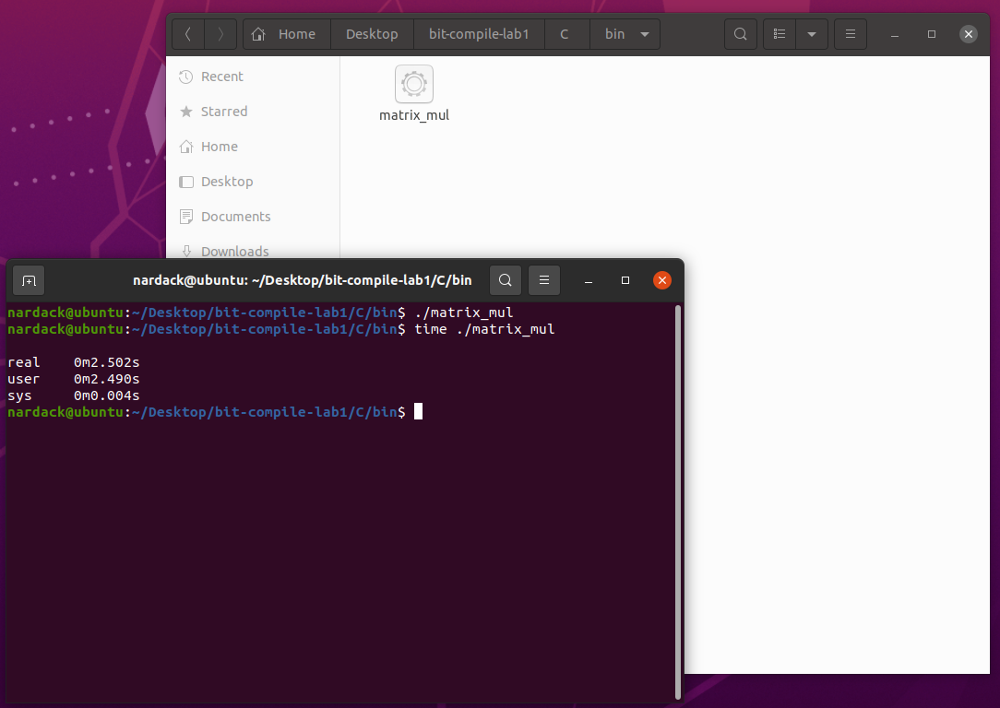 Home Desktop bit-compile-lab1 C bin
Recent
Starred
Home
Desktop
Documents
Downloads
matrix_mul
nardack@ubuntu: ~/Desktop/bit-compile-lab1/C/bin
nardack@ubuntu:~/Desktop/bit-compile-lab1/C/bin$ ./matrix_mul
nardack@ubuntu:~/Desktop/bit-compile-lab1/C/bin$ time ./matrix_mul
real 0m2.502s
user 0m2.490s
sys 0m0.004s
nardack@ubuntu:~/Desktop/bit-compile-lab1/C/bin$